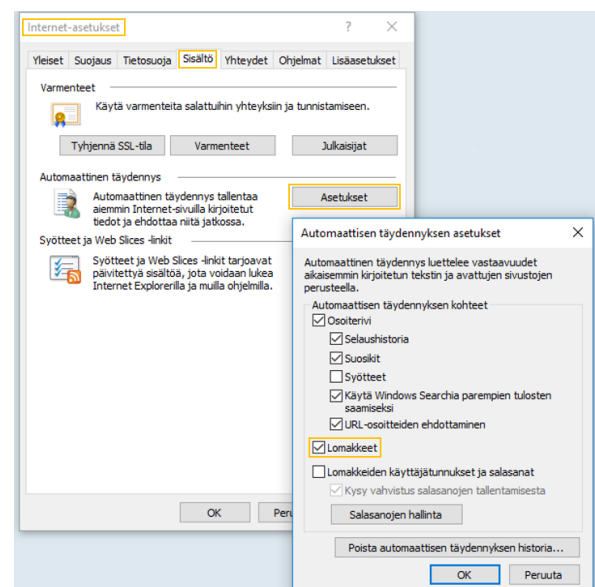 Internet-asetukset
Yleiset Suojaus Tietosuoja Sisältö Yhteydet Ohjelmat Lisäasetukset
Varmenteet
Käytä varmenteita salattuihin yhteyksiin ja tunnistamiseen.
Tyhjennä SSL-tila Varmenteet Julkaisijat
Automaattinen täydennys
Automaattinen täydennys tallentaa
aiemmin Internet-sivuilla kirjoitetut
tiedot ja ehdottaa niitä jatkossa.
Asetukset
Syötteet ja Web Slices -linkit
Syötteet ja Web Slices -linkit tarjoavat
päivitettyä sisältöä, jota voidaan lukea
Internet Explorerilla ja muilla ohjelmilla.
OK
Automaattisen täydennyksen asetukset
Automaattinen täydennys luettelee vastaavuudet
aikaisemmin kirjoitetun tekstin ja avattujen sivustojen
perusteella.
Automaattisen täydennyksen kohteet
Osoiterivi
Selaushistoria
Suosikit
Syötteet
Käytä Windows Searchia parempien tulosten
saamiseksi
URL-osoitteiden ehdottaminen
Lomakkeet
Lomakkeiden käyttäjätunnukset ja salasanat
Kysy vahvistus salasanojen tallentamisesta
Salasanojen hallinta
Poista automaattisen täydennyksen historia...
OK Peruuta